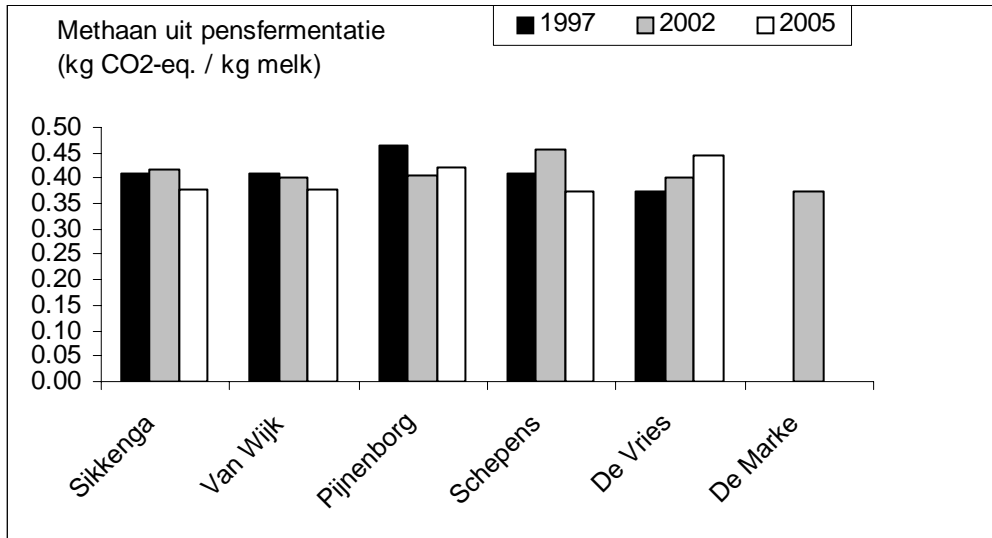 Methaan uit pensfermentatie
(kg CO2-eq. / kg melk)
1997 2002 2005
0.50
0.45
0.40
0.35
0.30
0.25
0.20
0.15
0.10
0.05
0.00
Sikkenga
Van Wijk
Pijnenborg
Schepens
De Vries
De Marke